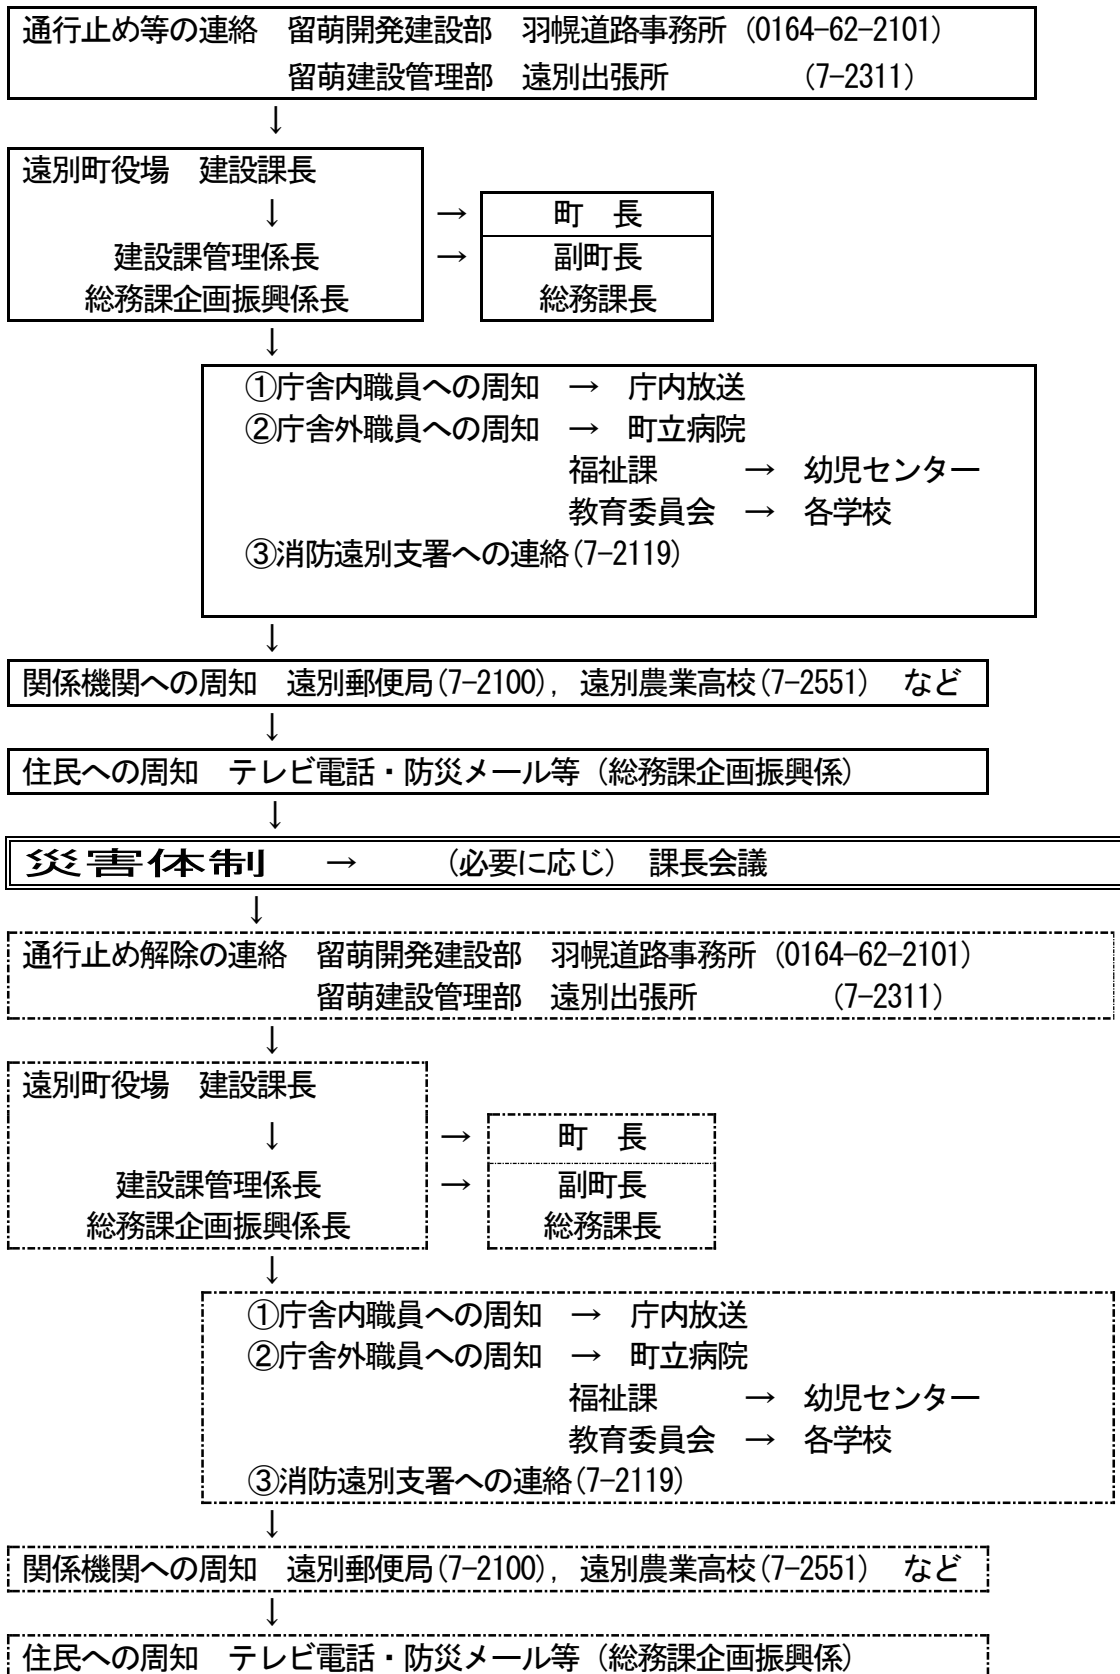 通行止め等の連絡　留萌開発建設部　羽幌道路事務所（0164-62-2101）
留萌建設管理部　遠別出張所　　　　（7-2311）
↓
遠別町役場　建設課長
↓　→　町　長
建設課管理係長　→　副町長
総務課企画振興係長　総務課長
↓
①庁舎内職員への周知　→　庁内放送
②庁舎外職員への周知　→　町立病院
福祉課　　　→　幼児センター
教育委員会　→　各学校
③消防遠別支署への連絡(7-2119)
↓
関係機関への周知　遠別郵便局(7-2100), 遠別農業高校(7-2551)　など
↓
住民への周知　テレビ電話・防災メール等（総務課企画振興係）
↓
災害体制　→　（必要に応じ）　課長会議
↓
通行止め解除の連絡　留萌開発建設部　羽幌道路事務所（0164-62-2101）
留萌建設管理部　遠別出張所　　　　（7-2311）
↓
遠別町役場　建設課長
↓　→　町　長
建設課管理係長　→　副町長
総務課企画振興係長　総務課長
↓
①庁舎内職員への周知　→　庁内放送
②庁舎外職員への周知　→　町立病院
福祉課　　　→　幼児センター
教育委員会　→　各学校
③消防遠別支署への連絡(7-2119)
↓
関係機関への周知　遠別郵便局(7-2100), 遠別農業高校(7-2551)　など
↓
住民への周知　テレビ電話・防災メール等（総務課企画振興係）